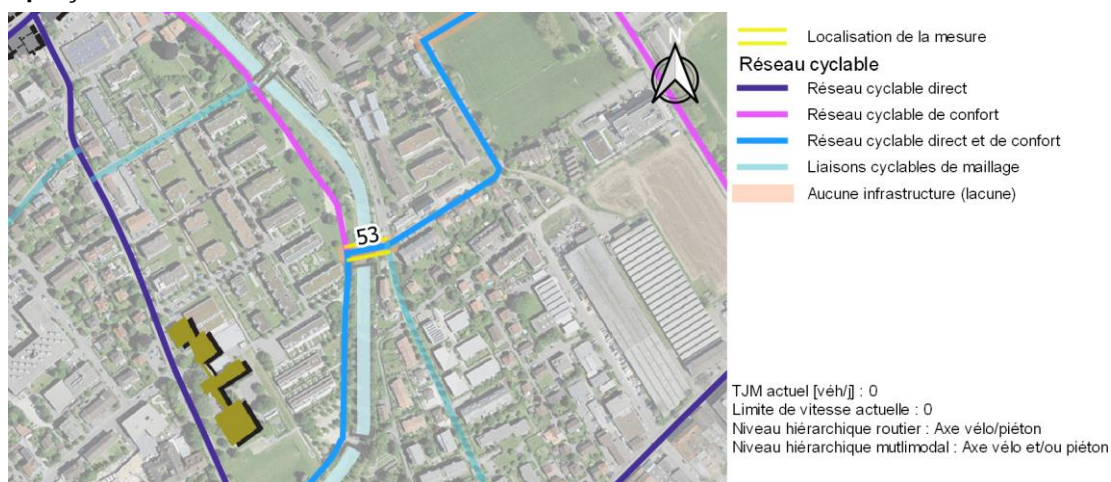 N
53
Localisation de la mesure
Réseau cyclable
Réseau cyclable direct
Réseau cyclable de confort
Réseau cyclable direct et de confort
Liaisons cyclables de maillage
Aucune infrastructure (lacune)
TJM actuel [véh/j] : 0
Limite de vitesse actuelle : 0
Niveau hiérarchique routier : Axe vélo/piéton
Niveau hiérarchique mutlimodal : Axe vélo et/ou piéton